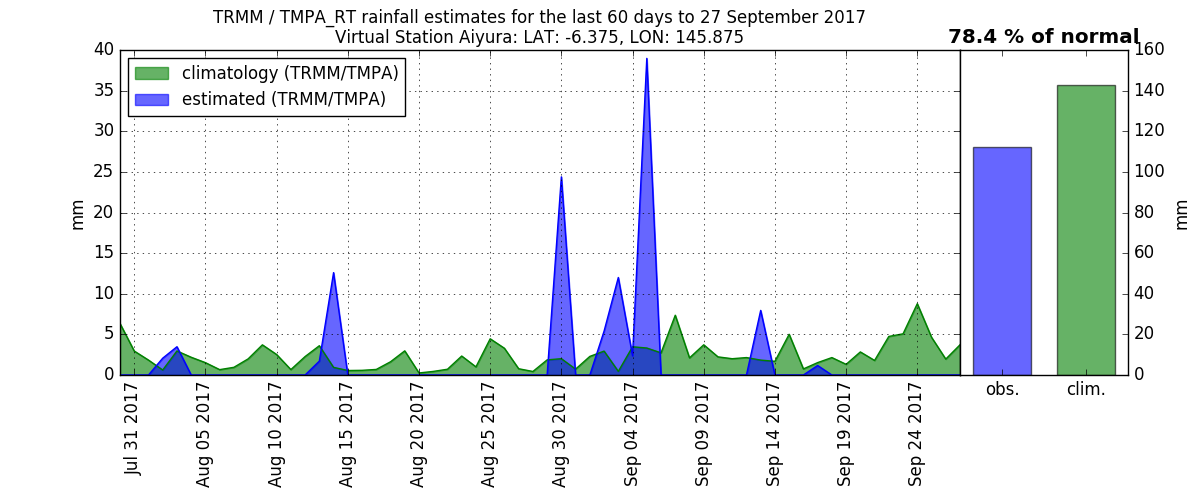 TRMM / TMPA_RT rainfall estimates for the last 60 days to 27 September 2017
Virtual Station Aiyura: LAT: -6.375, LON: 145.875
78.4 % of normal
climatology (TRMM/TMPA)
estimated (TRMM/TMPA)
mm
40
35
30
25
20
15
10
5
0
Jul 31 2017
Aug 05 2017
Aug 10 2017
Aug 15 2017
Aug 20 2017
Aug 25 2017
Aug 30 2017
Sep 04 2017
Sep 09 2017
Sep 14 2017
Sep 19 2017
Sep 24 2017
obs.
clim.
160
140
120
100
80
60
40
20
0
mm